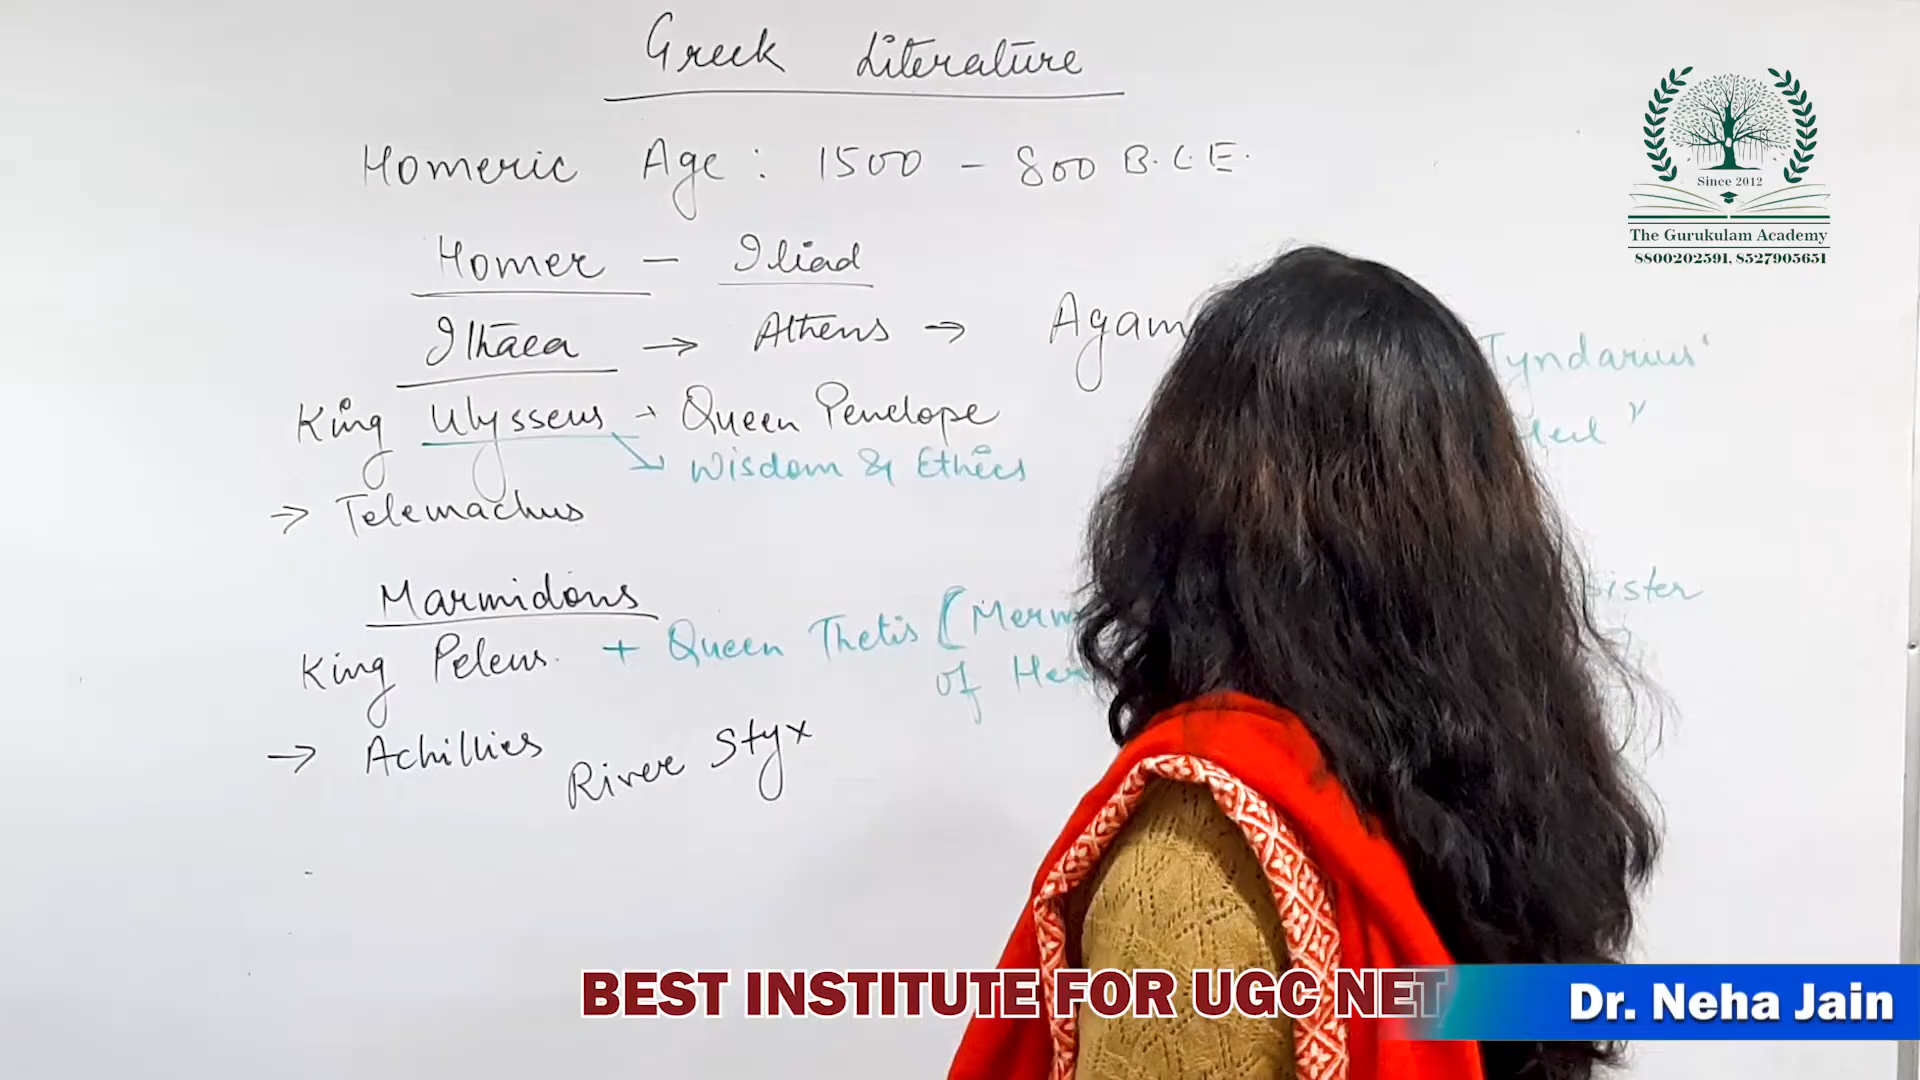 Greek Literature
Homeric Age : 1500 - 800 B.C.E.
Homer - Iliad
Ithaca → Athens → Agam
Tyndarius
King Ulysseus → Queen Penelope
Wisdom & Ethics
→ Telemachus
Marmidons
King Peleus + Queen Thetis [Merm
sister
of Her
→ Achillies River Styx
Since 2012
The Gurukulam Academy
8800202591, 8527905651
BEST INSTITUTE FOR UGC NET
Dr. Neha Jain